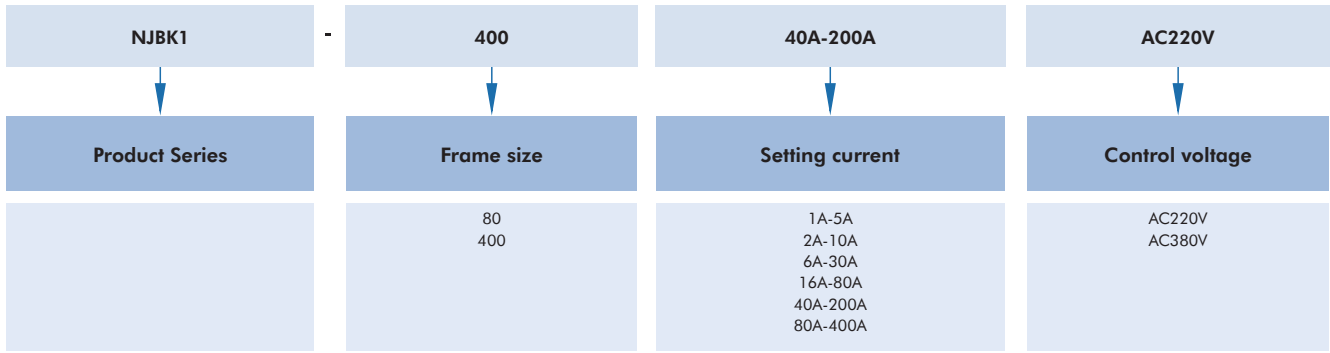 NJBK1 - 400 40A-200A AC220V
Product Series Frame size Setting current Control voltage
80 1A-5A AC220V
400 2A-10A AC380V
6A-30A
16A-80A
40A-200A
80A-400A